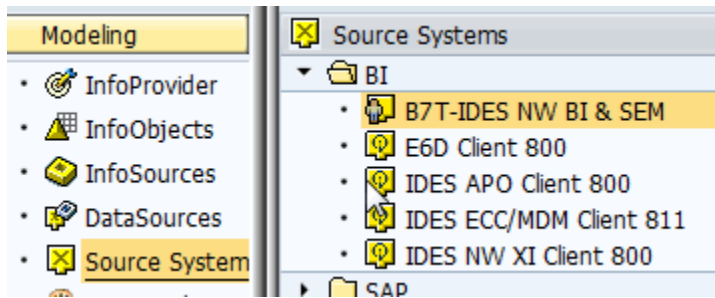 Modeling
InfoProvider
InfoObjects
InfoSources
DataSources
Source System
Source Systems
BI
B7T-IDES NW BI & SEM
E6D Client 800
IDES APO Client 800
IDES ECC/MDM Client 811
IDES NW XI Client 800
SAP